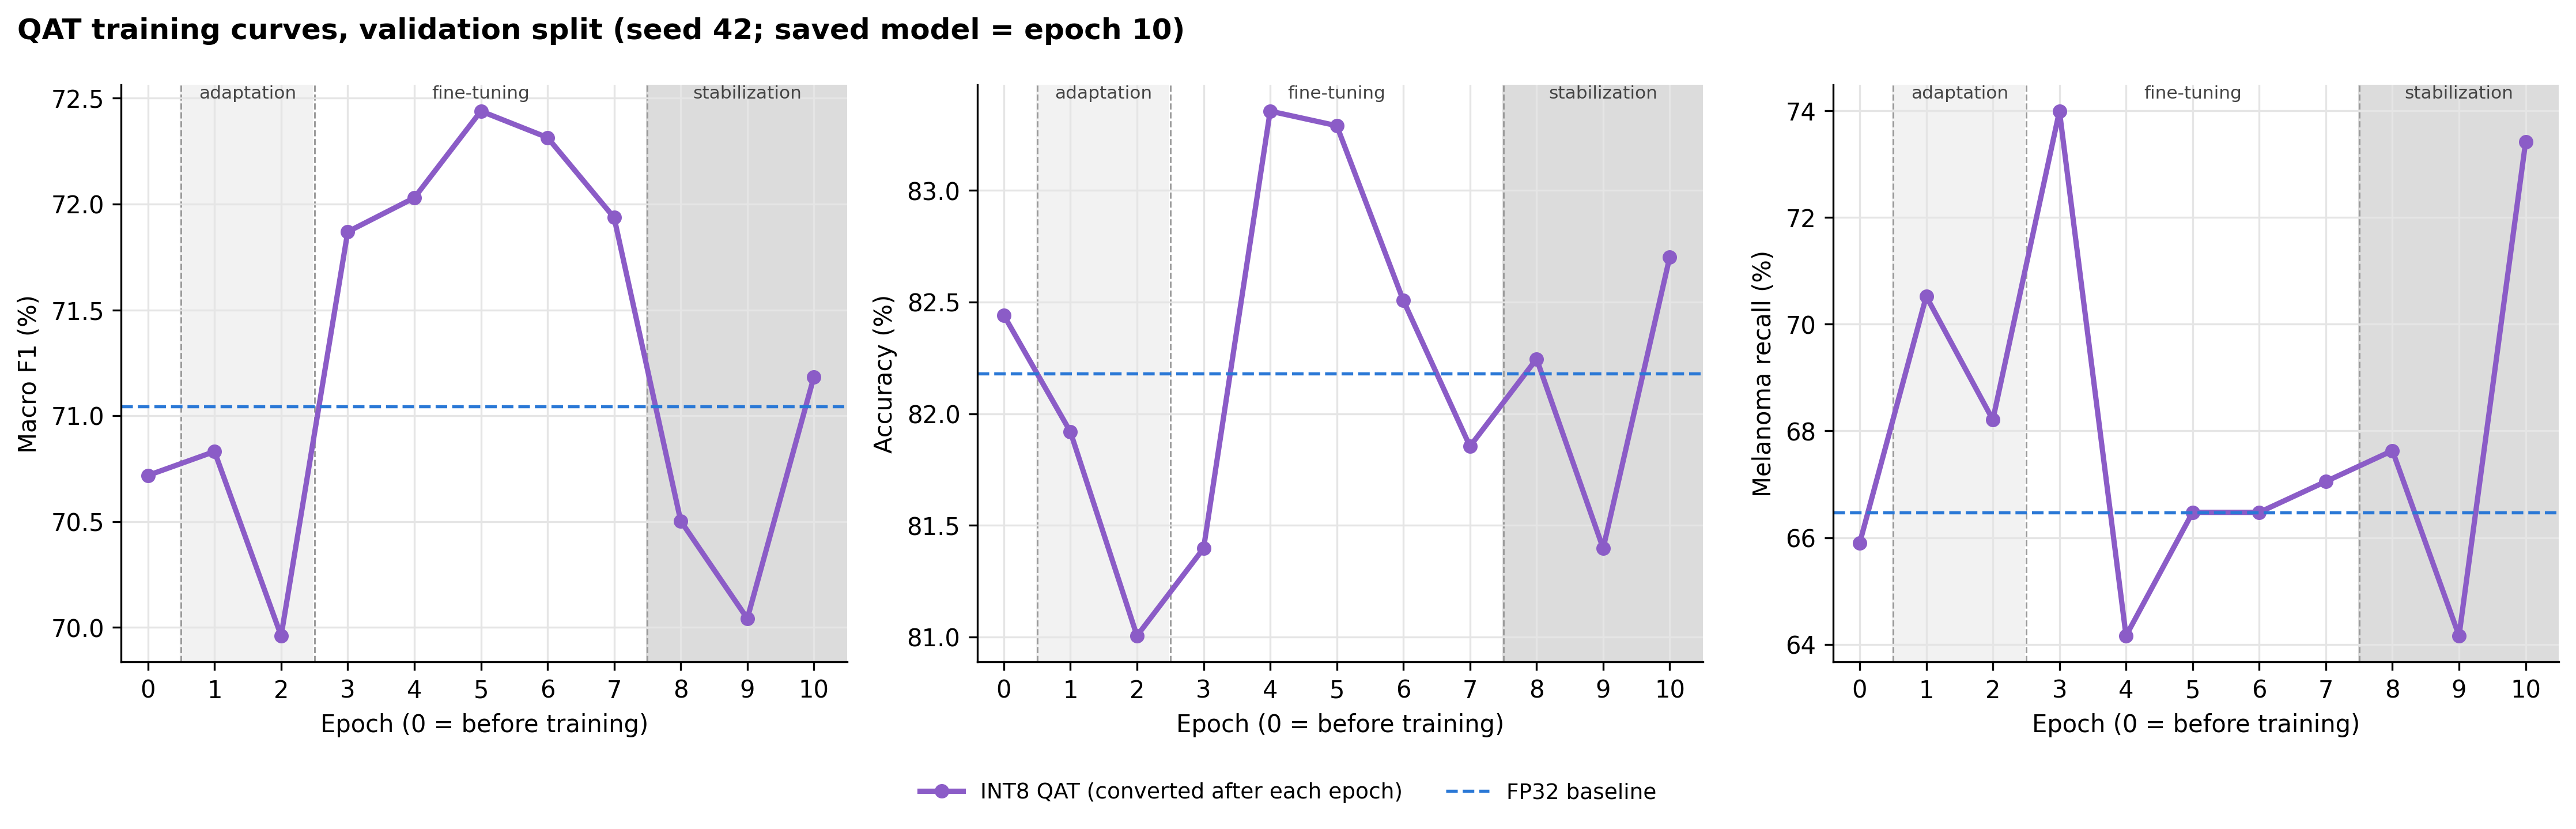 QAT training curves, validation split (seed 42; saved model = epoch 10)
adaptation
fine-tuning
stabilization
72.5
72.0
71.5
71.0
70.5
70.0
Macro F1 (%)
0 1 2 3 4 5 6 7 8 9 10
Epoch (0 = before training)
adaptation
fine-tuning
stabilization
83.0
82.5
82.0
81.5
81.0
Accuracy (%)
0 1 2 3 4 5 6 7 8 9 10
Epoch (0 = before training)
adaptation
fine-tuning
stabilization
74
72
70
68
66
64
Melanoma recall (%)
0 1 2 3 4 5 6 7 8 9 10
Epoch (0 = before training)
INT8 QAT (converted after each epoch)
FP32 baseline